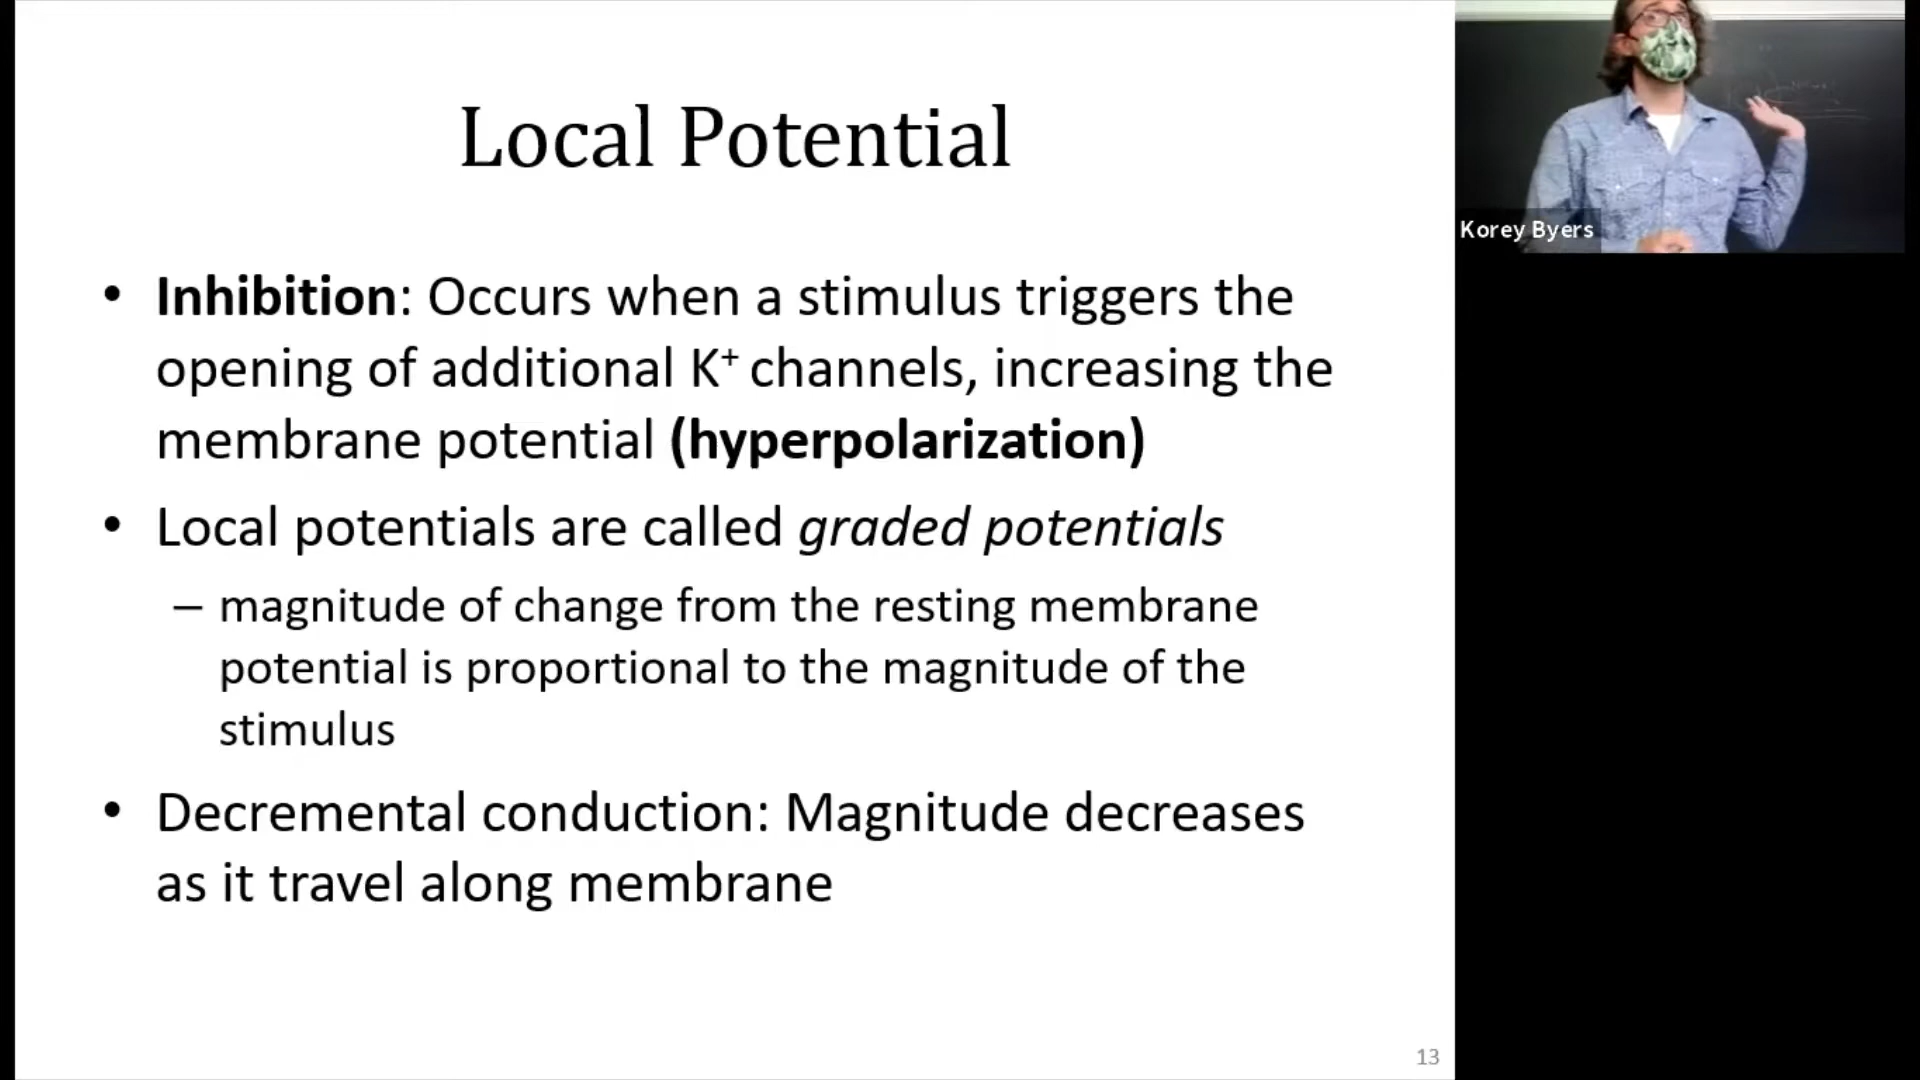 Local Potential
• Inhibition: Occurs when a stimulus triggers the
opening of additional K⁺ channels, increasing the
membrane potential (hyperpolarization)
• Local potentials are called graded potentials
– magnitude of change from the resting membrane
potential is proportional to the magnitude of the
stimulus
• Decremental conduction: Magnitude decreases
as it travel along membrane
13
Korey Byers